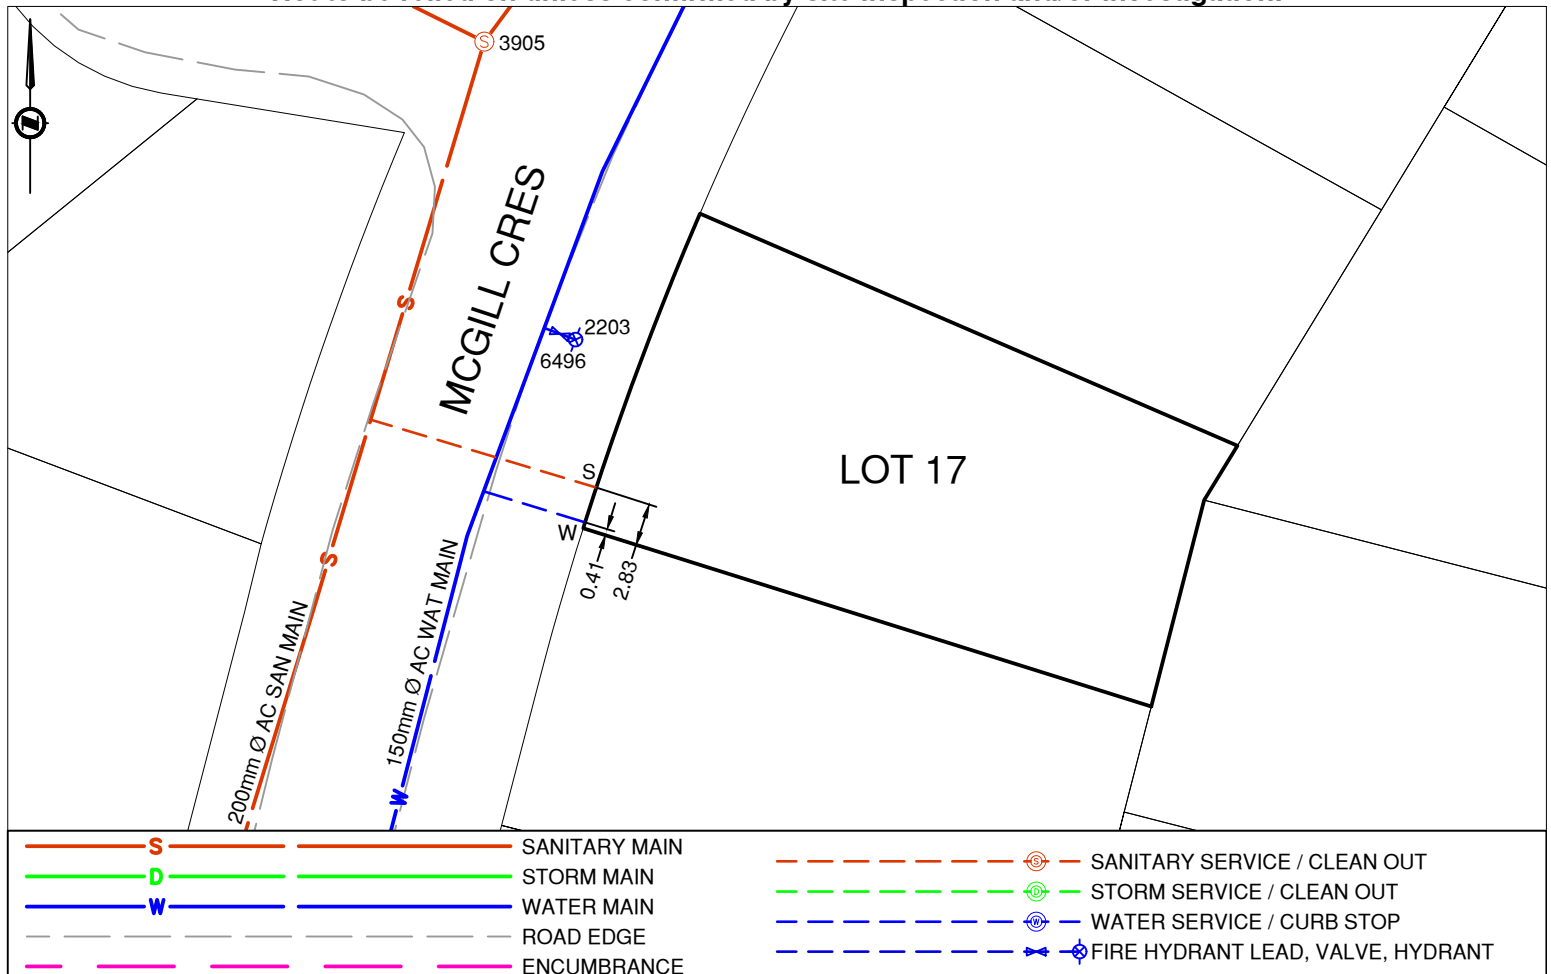 S 3905
MCGILL CRES
S
2203
6496
LOT 17
S
W
0.41
2.83
S
200mm Ø AC SAN MAIN
150mm Ø AC WAT MAIN
W
S SANITARY MAIN
D STORM MAIN
W WATER MAIN
ROAD EDGE
ENCUMBRANCE
S SANITARY SERVICE / CLEAN OUT
D STORM SERVICE / CLEAN OUT
W WATER SERVICE / CURB STOP
FIRE HYDRANT LEAD, VALVE, HYDRANT